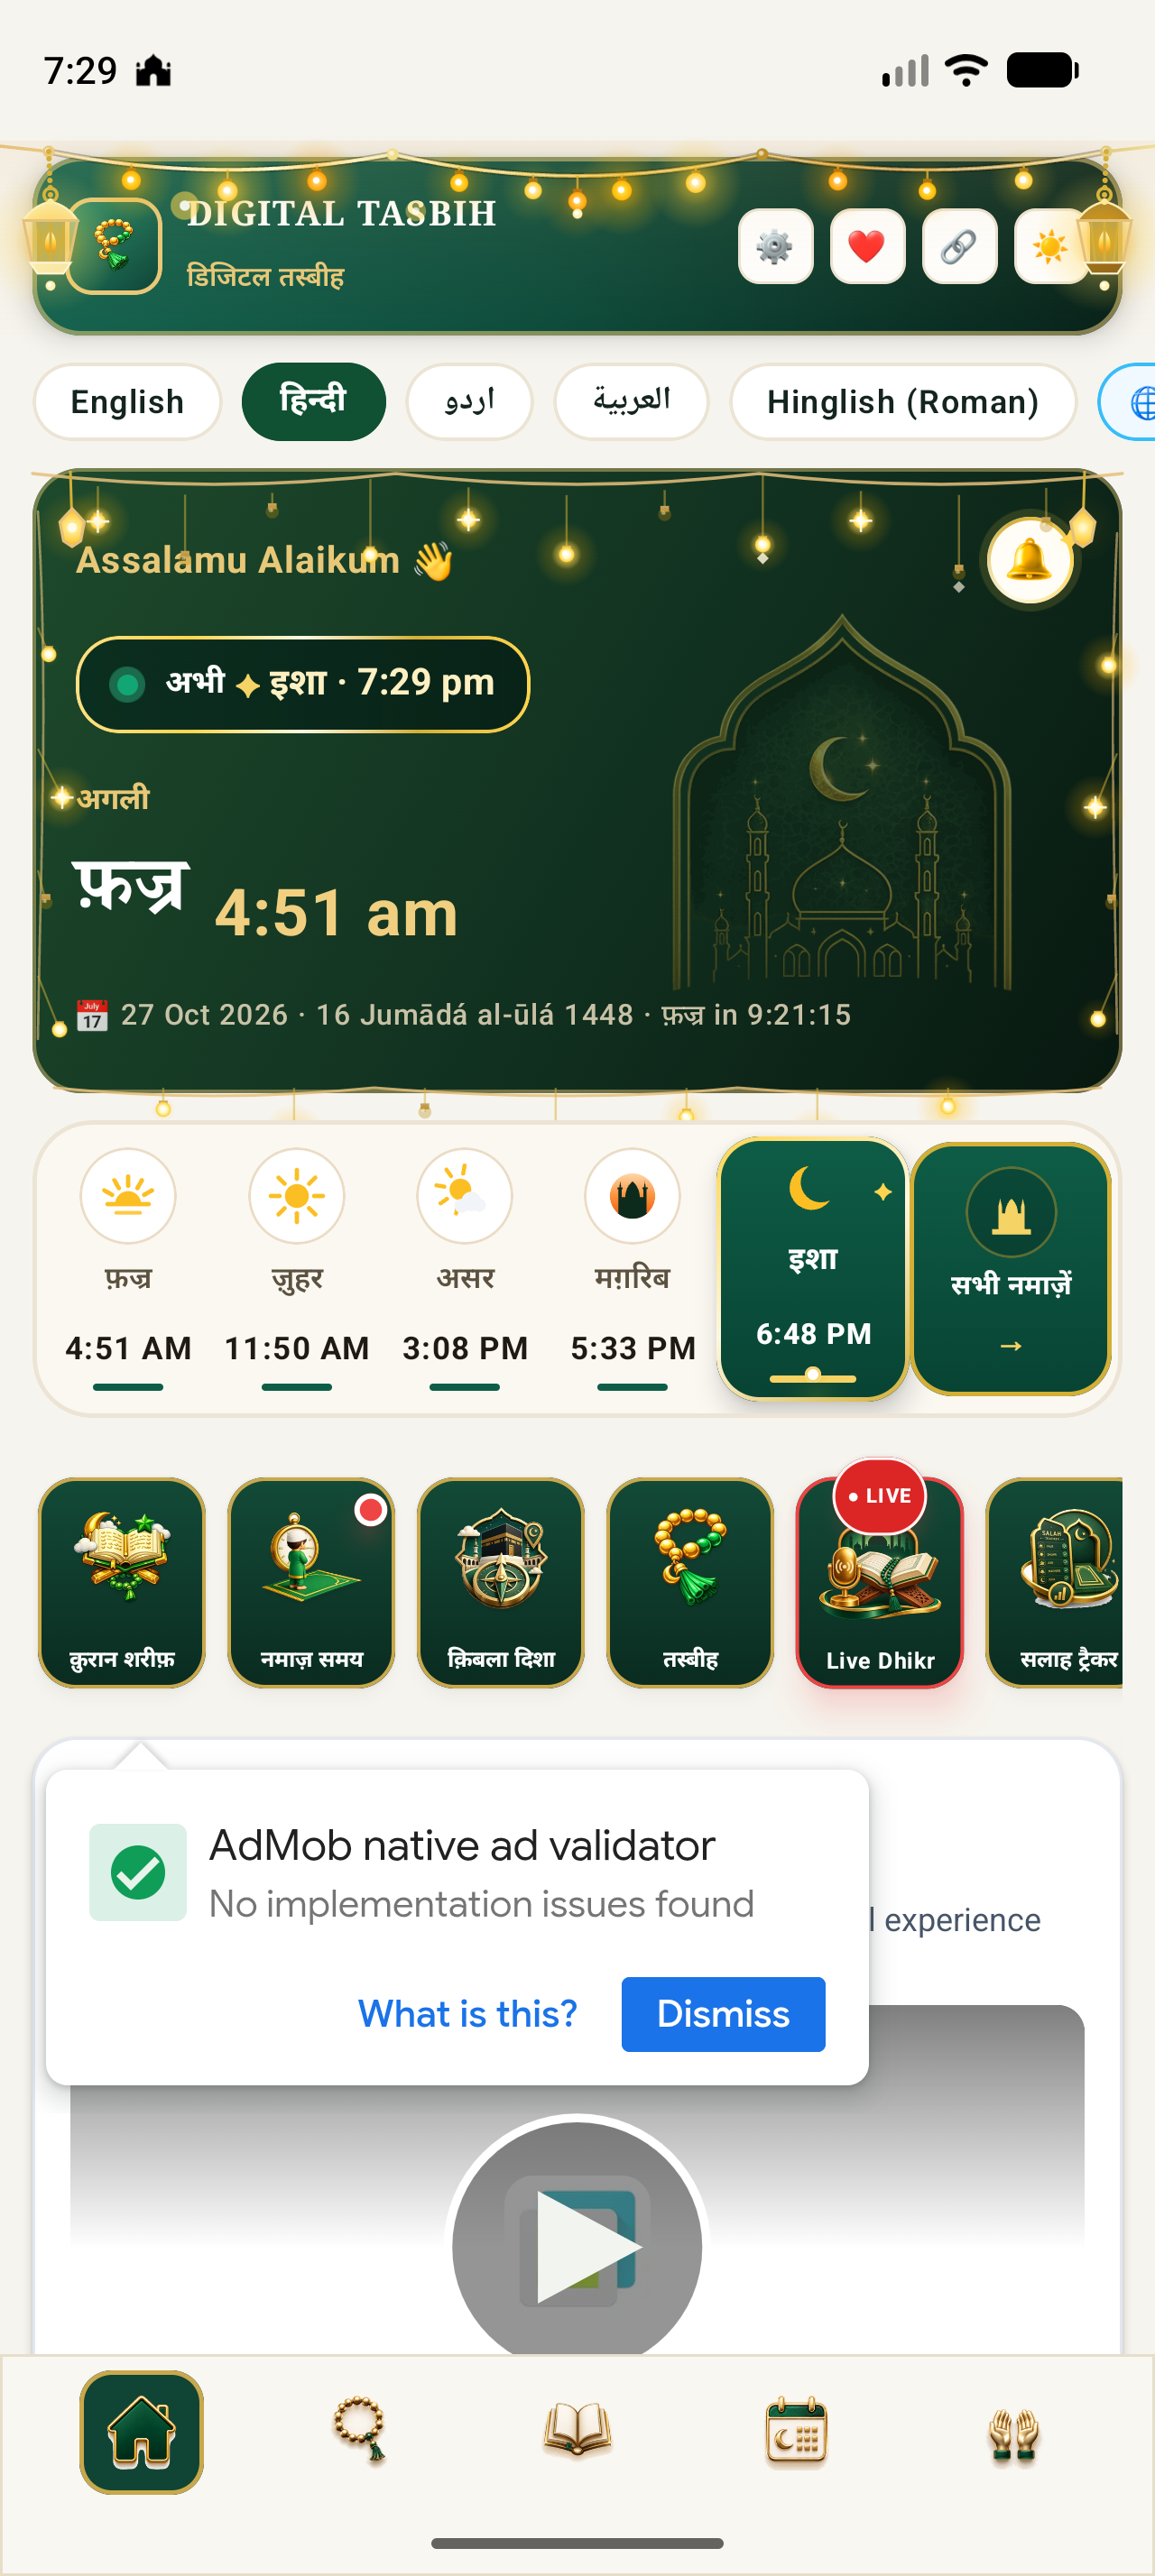 7:29
DIGITAL TASBIH
डिजिटल तस्बीह
English
हिन्दी
اردو
العربية
Hinglish (Roman)
Assalamu Alaikum 👋
अभी ✦ इशा · 7:29 pm
अगली
फ़ज्र 4:51 am
July 17 27 Oct 2026 · 16 Jumādá al-ūlá 1448 · फ़ज्र in 9:21:15
फ़ज्र
4:51 AM
ज़ुहर
11:50 AM
असर
3:08 PM
मग़रिब
5:33 PM
इशा
6:48 PM
सभी नमाज़ें
→
क़ुरान शरीफ़
नमाज़ समय
क़िबला दिशा
तस्बीह
• LIVE
Live Dhikr
सलाह ट्रैकर
AdMob native ad validator
No implementation issues found
experience
What is this?
Dismiss